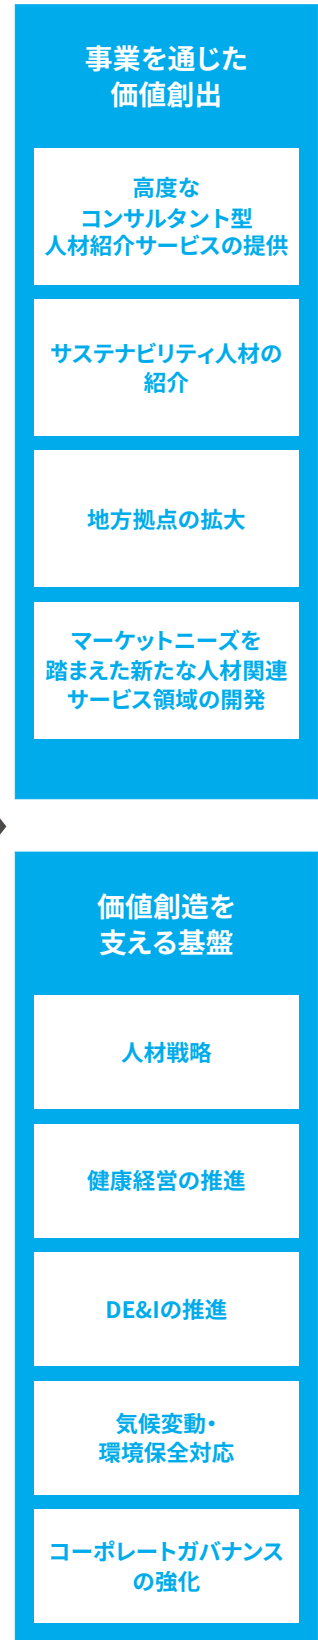 事業を通じた
価値創出
高度な
コンサルタント型
人材紹介サービスの提供
サステナビリティ人材の
紹介
地方拠点の拡大
マーケットニーズを
踏まえた新たな人材関連
サービス領域の開発
価値創造を
支える基盤
人材戦略
健康経営の推進
DE&Iの推進
気候変動・
環境保全対応
コーポレートガバナンス
の強化